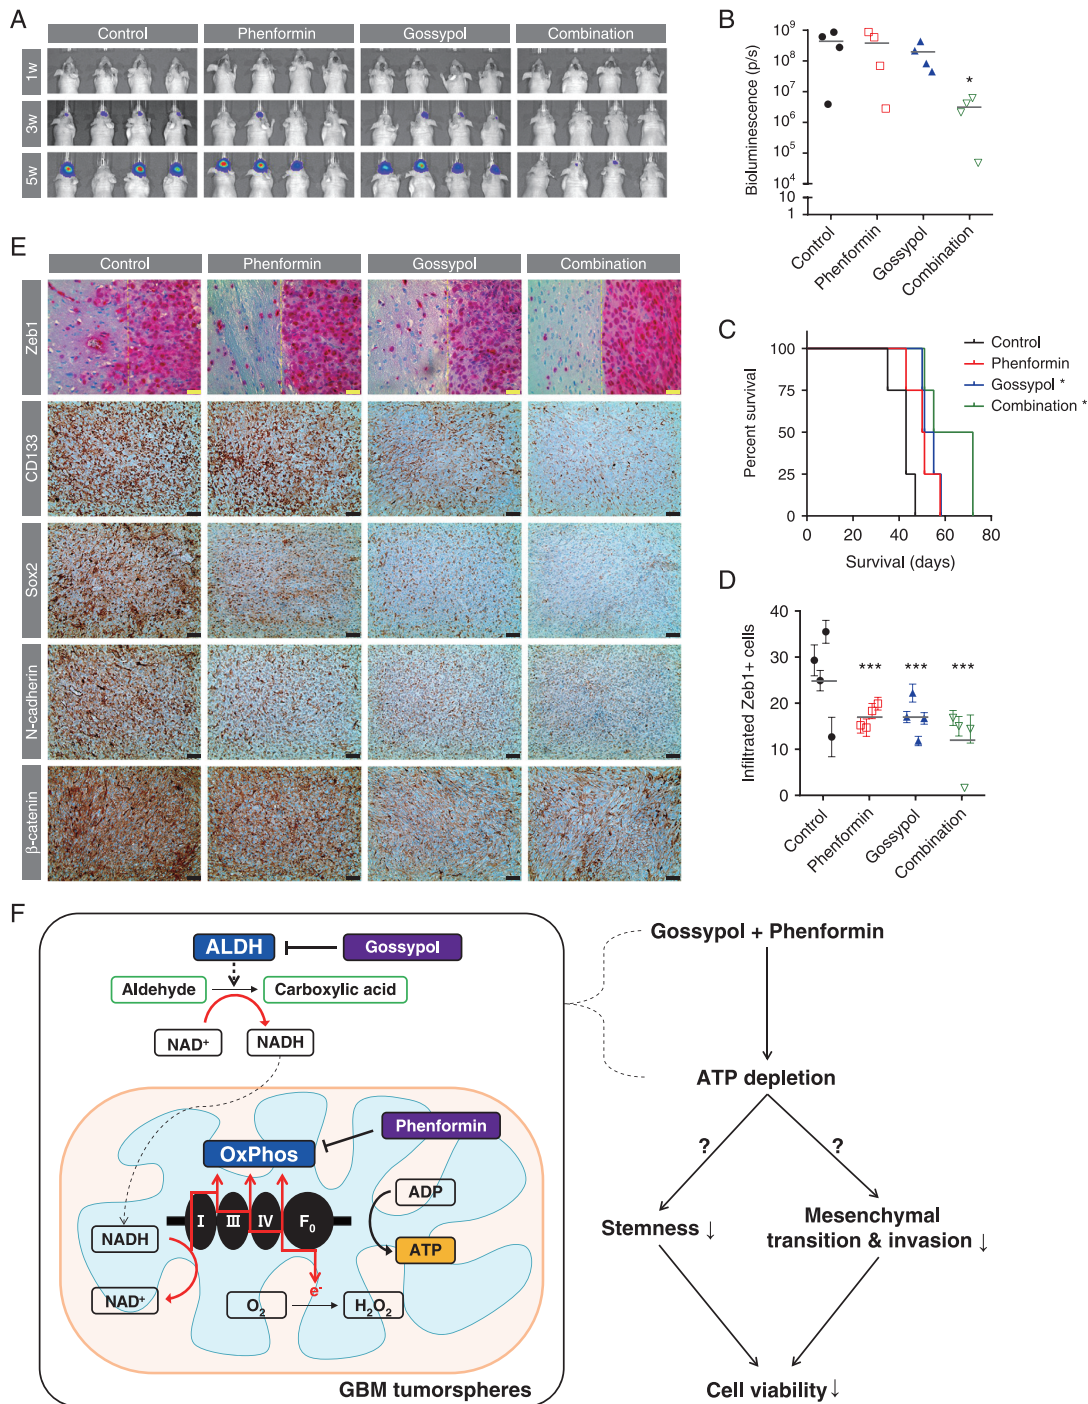 A
Control Phenformin Gossypol Combination
1w
3w
5w
B
Bioluminescence (p/s)
10⁹
10⁸
10⁷
10⁶
10⁵
10⁴
10
1
*
Control Phenformin Gossypol Combination
E
Control Phenformin Gossypol Combination
Zeb1
CD133
Sox2
N-cadherin
β-catenin
C
Percent survival
100
75
50
25
0
0 20 40 60 80
Survival (days)
Control
Phenformin
Gossypol *
Combination *
D
Infiltrated Zeb1+ cells
40
30
20
10
0
*** *** ***
Control Phenformin Gossypol Combination
F
ALDH Gossypol
Aldehyde Carboxylic acid
NAD⁺ NADH
Phenformin
OxPhos
I III IV F₀
ADP
NADH
ATP
NAD⁺
e⁻
O₂ H₂O₂
GBM tumorspheres
Gossypol + Phenformin
ATP depletion
? ?
Stemness ↓
Mesenchymal
transition & invasion ↓
Cell viability ↓